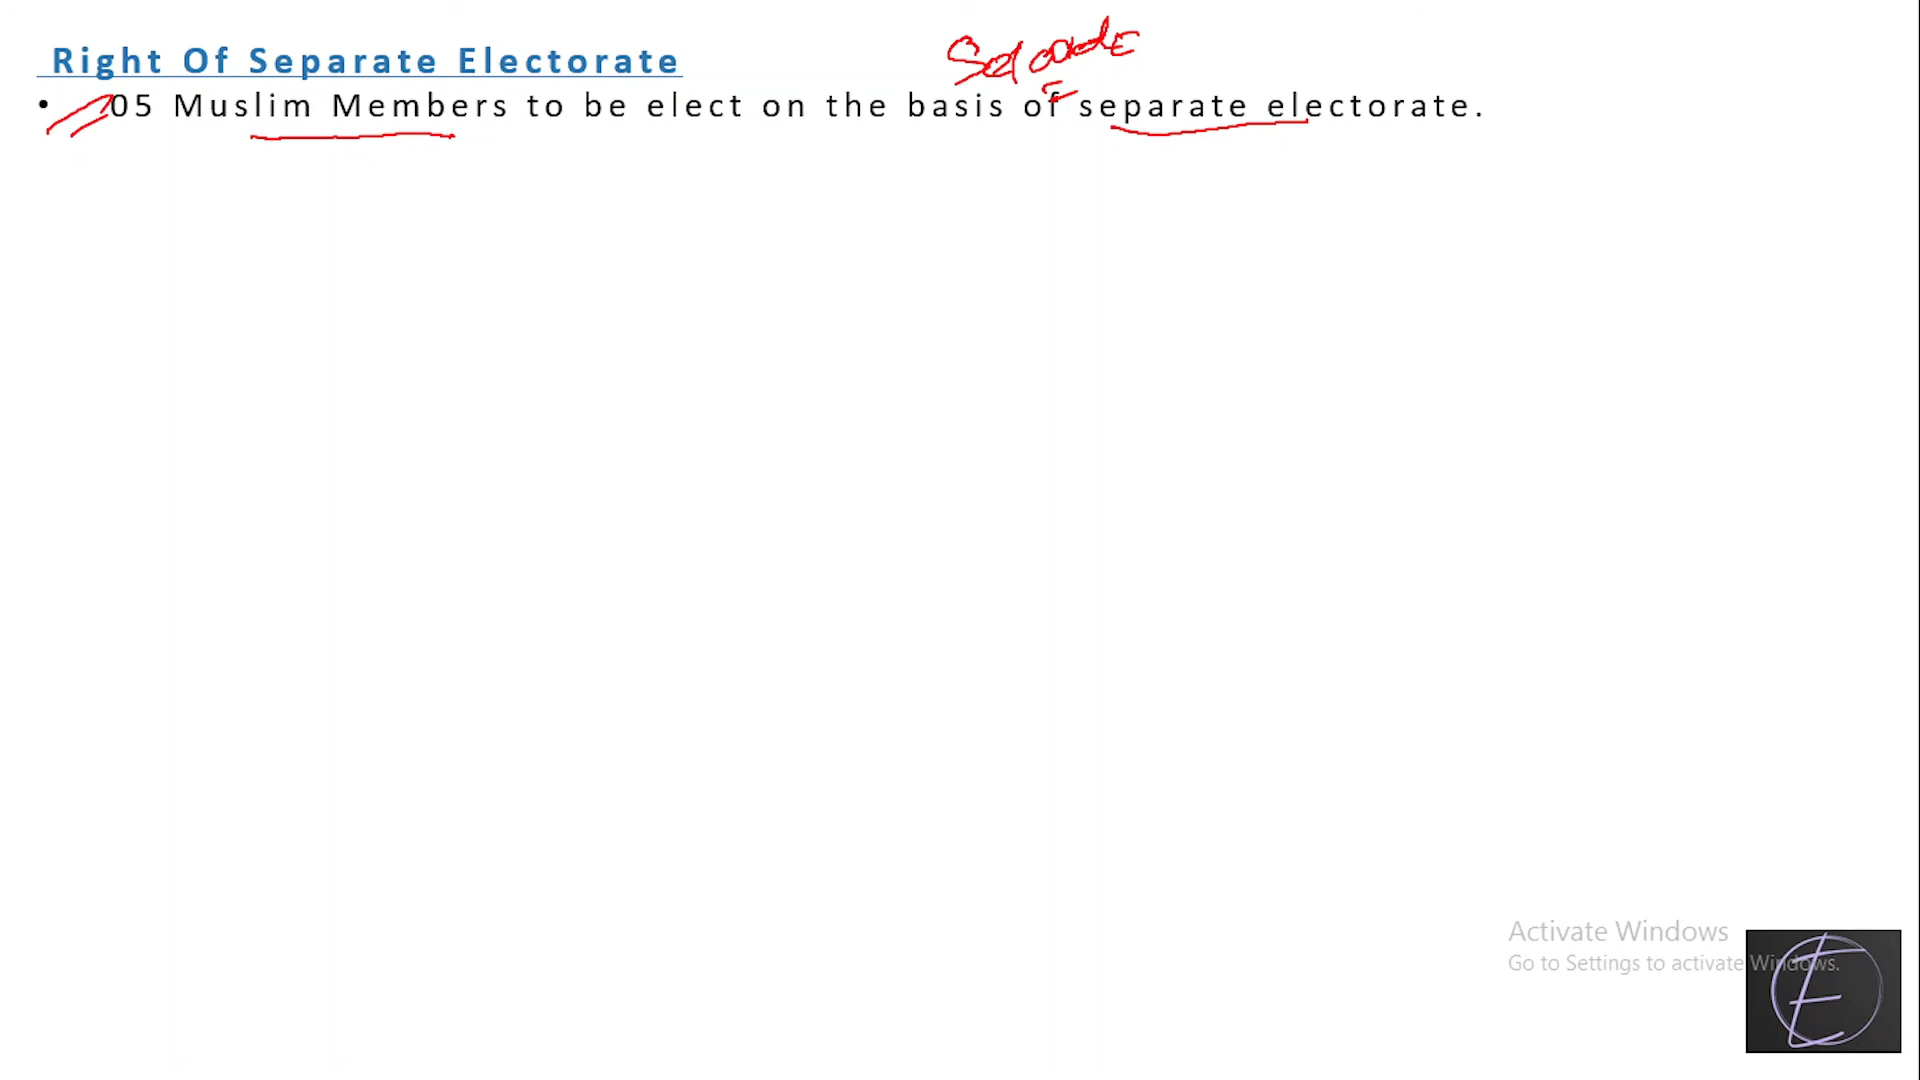 Right Of Separate Electorate
• 05 Muslim Members to be elect on the basis of separate electorate.
Activate Windows
Go to Settings to activate Windows.
E